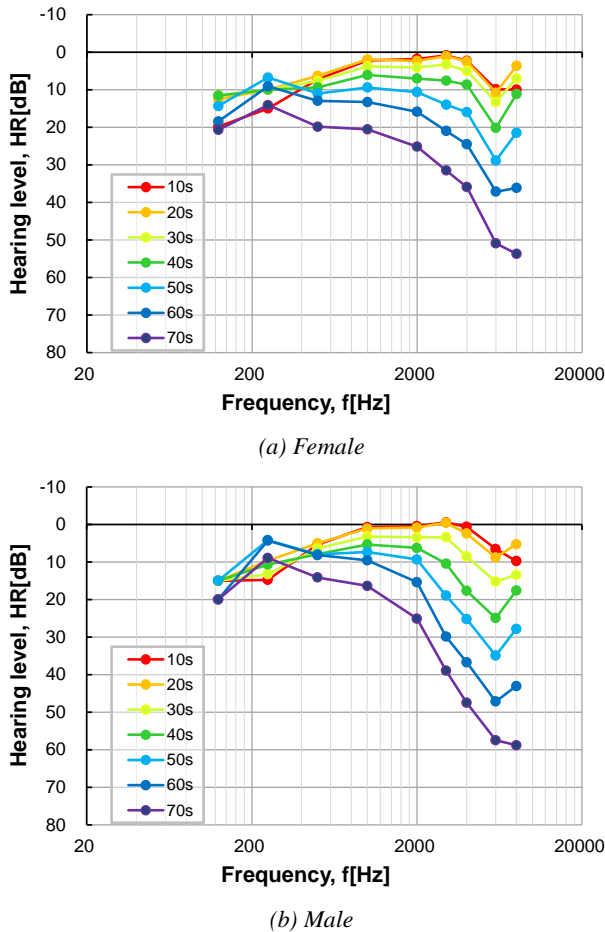 -10
0
10
20
30
40
50
60
70
80
Hearing level, HR[dB]
10s
20s
30s
40s
50s
60s
70s
20
200
2000
20000
Frequency, f[Hz]
(a) Female
-10
0
10
20
30
40
50
60
70
80
Hearing level, HR[dB]
10s
20s
30s
40s
50s
60s
70s
20
200
2000
20000
Frequency, f[Hz]
(b) Male